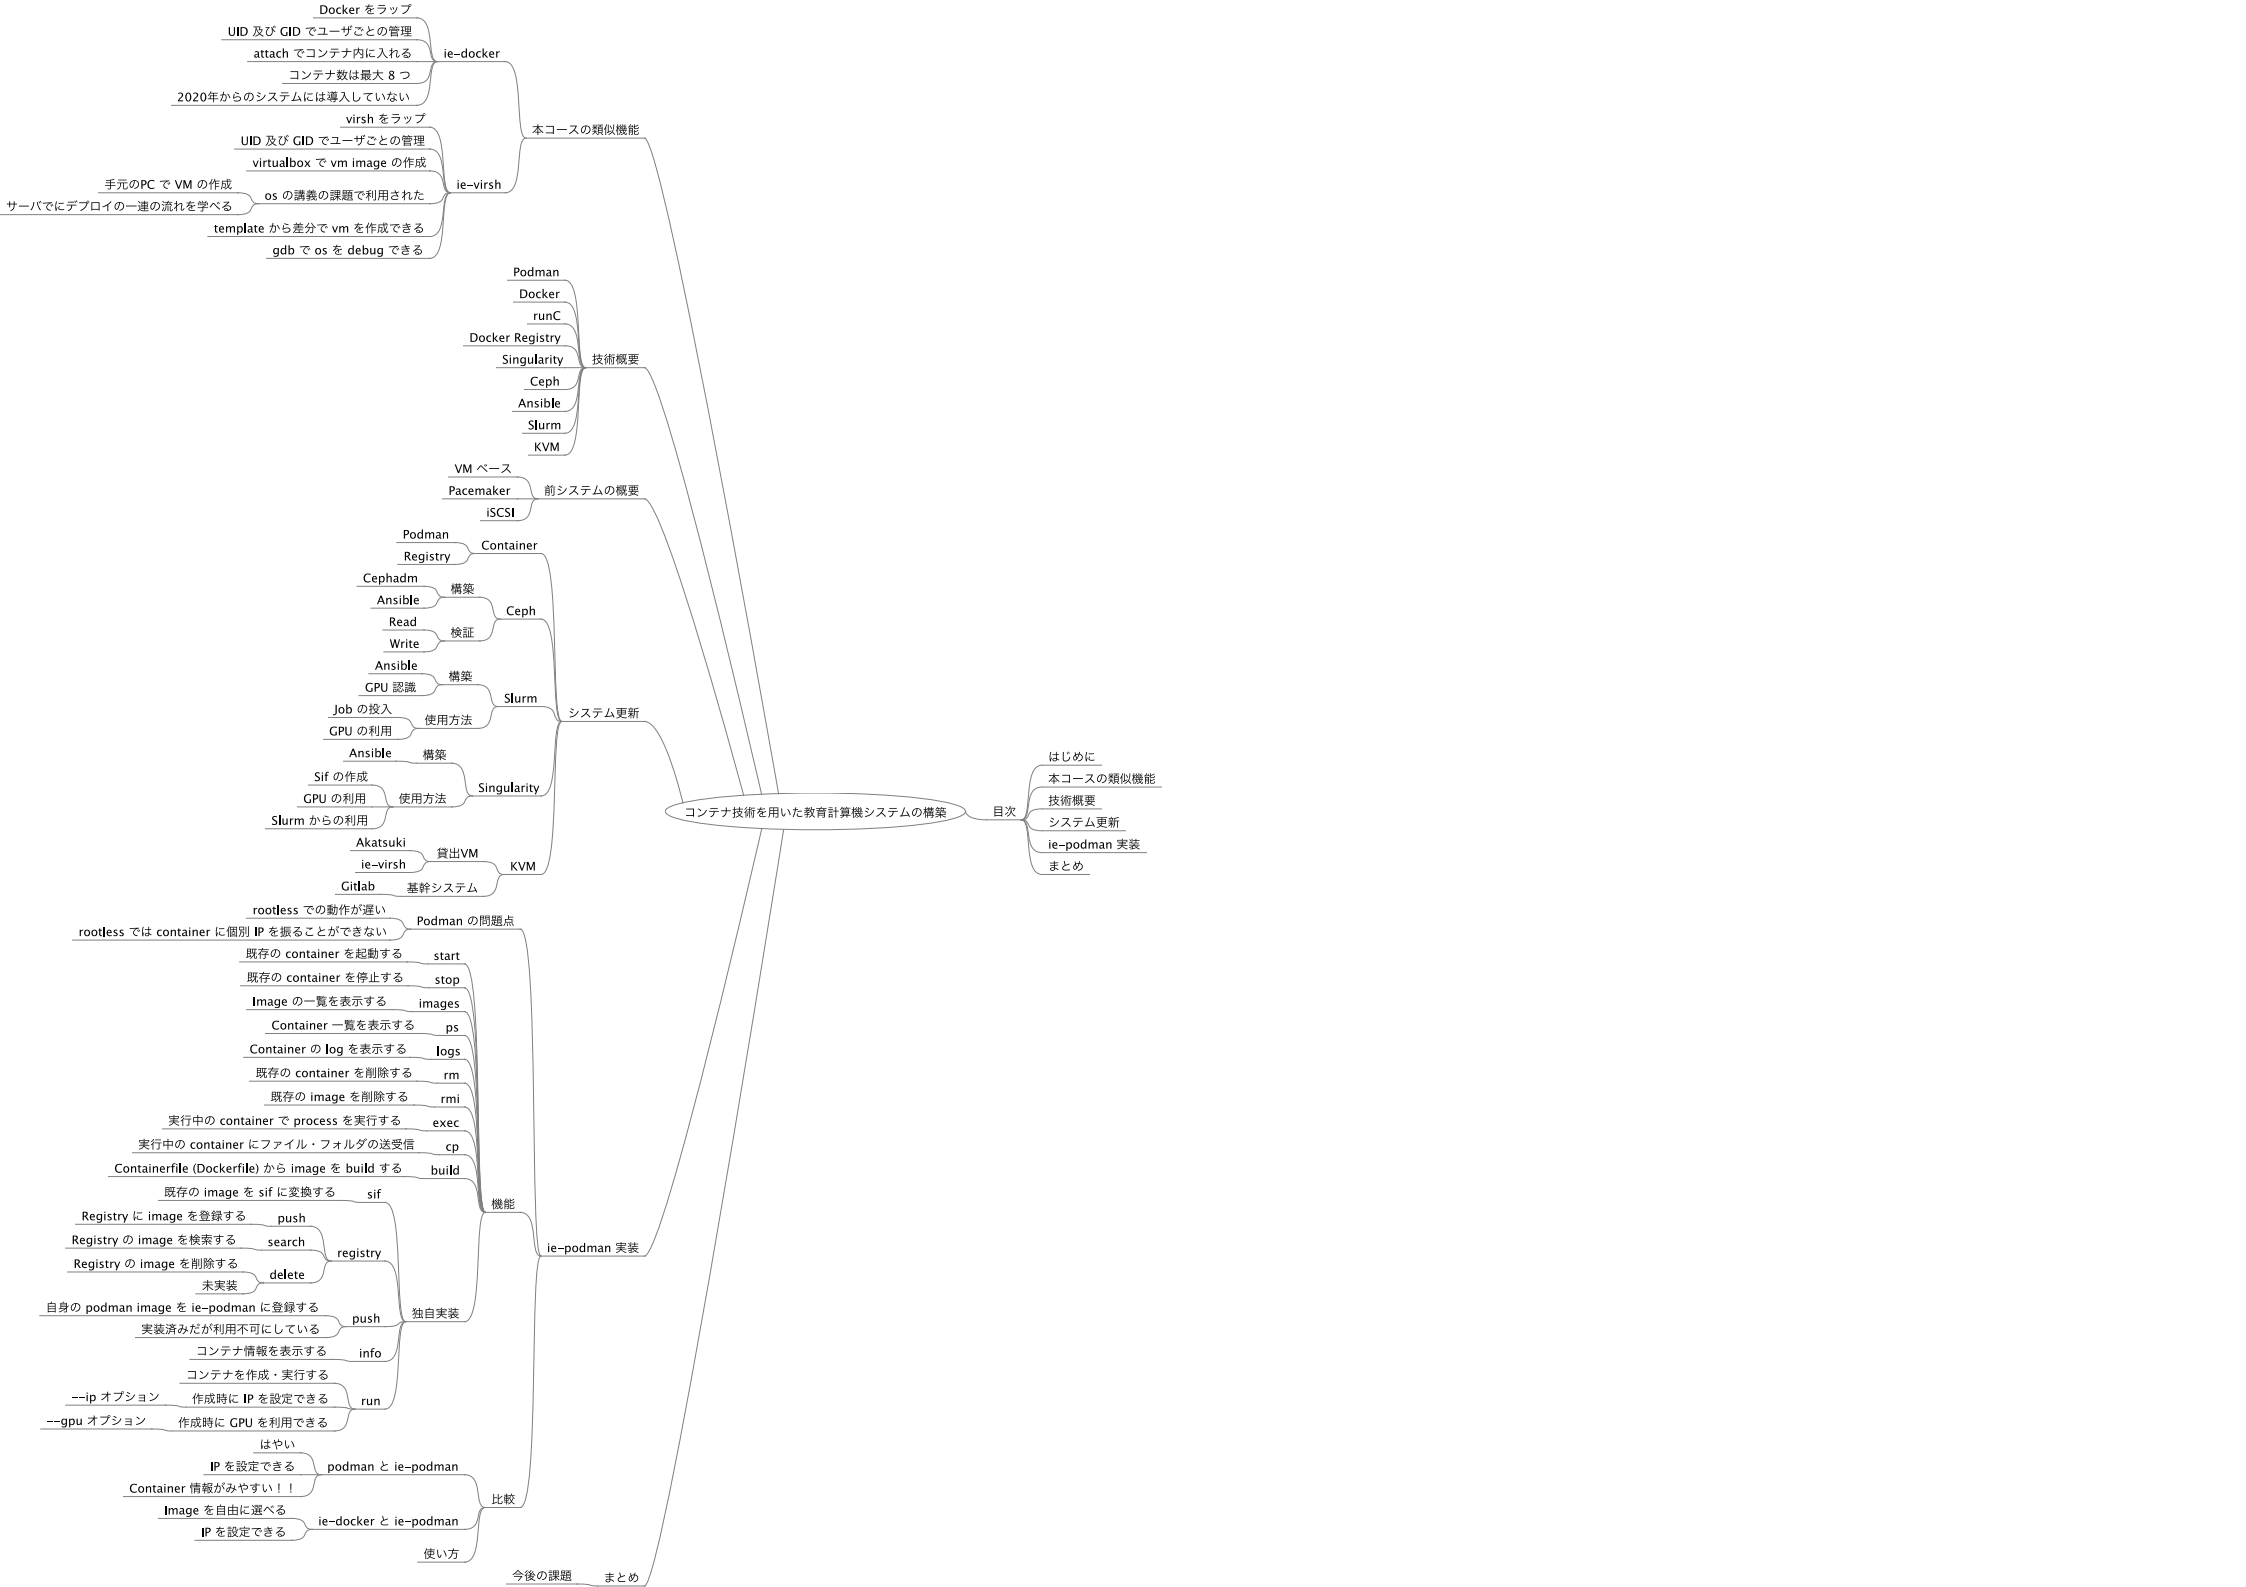 コンテナ技術を用いた教育計算機システムの構築
目次
はじめに
本コースの類似機能
技術概要
システム更新
ie-podman 実装
まとめ
本コースの類似機能
ie-docker
Docker をラップ
UID 及び GID でユーザごとの管理
attach でコンテナ内に入れる
コンテナ数は最大 8 つ
2020年からのシステムには導入していない
ie-virsh
virsh をラップ
UID 及び GID でユーザごとの管理
virtualbox で vm image の作成
os の講義の課題で利用された
手元のPC で VM の作成
サーバでにデプロイの一連の流れを学べる
template から差分で vm を作成できる
gdb で os を debug できる
技術概要
Podman
Docker
runC
Docker Registry
Singularity
Ceph
Ansible
Slurm
KVM
前システムの概要
VM ベース
Pacemaker
iSCSI
システム更新
Container
Podman
Registry
Ceph
構築
Cephadm
Ansible
検証
Read
Write
Slurm
構築
Ansible
GPU 認識
使用方法
Job の投入
GPU の利用
Singularity
構築
Ansible
使用方法
Sif の作成
GPU の利用
Slurm からの利用
KVM
貸出VM
Akatsuki
ie-virsh
基幹システム
Gitlab
ie-podman 実装
Podman の問題点
rootless での動作が遅い
rootless では container に個別 IP を振ることができない
機能
start
既存の container を起動する
stop
既存の container を停止する
images
Image の一覧を表示する
ps
Container 一覧を表示する
logs
Container の log を表示する
rm
既存の container を削除する
rmi
既存の image を削除する
exec
実行中の container で process を実行する
cp
実行中の container にファイル・フォルダの送受信
build
Containerfile (Dockerfile) から image を build する
独自実装
sif
既存の image を sif に変換する
registry
push
Registry に image を登録する
search
Registry の image を検索する
delete
Registry の image を削除する
未実装
push
自身の podman image を ie-podman に登録する
実装済みだが利用不可にしている
info
コンテナ情報を表示する
run
コンテナを作成・実行する
作成時に IP を設定できる
--ip オプション
作成時に GPU を利用できる
--gpu オプション
比較
podman と ie-podman
はやい
IP を設定できる
Container 情報がみやすい！！
ie-docker と ie-podman
Image を自由に選べる
IP を設定できる
使い方
まとめ
今後の課題